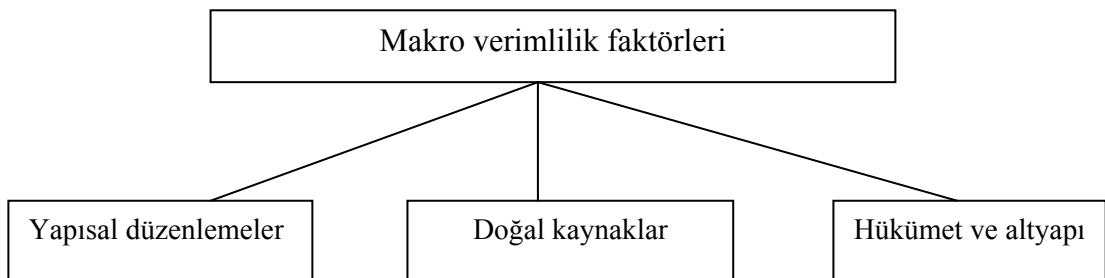 Makro verimlilik faktörleri
Yapısal düzenlemeler
Doğal kaynaklar
Hükümet ve altyapı